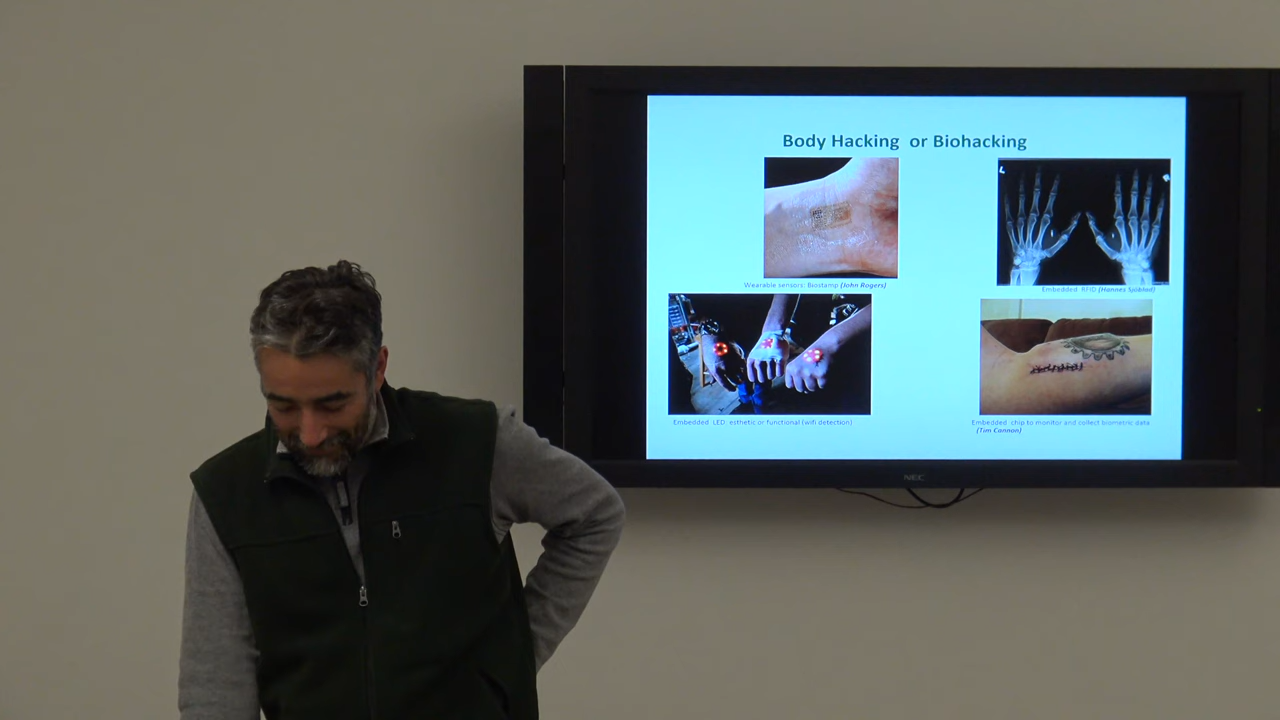 Body Hacking or Biohacking
Wearable sensors: Biostamp (John Rogers)
Embedded RFID (Hannes Sjöblad)
Embedded LED esthetic or functional (wifi detection)
Embedded chip to monitor and collect biometric data
(Tim Cannon)
NEC